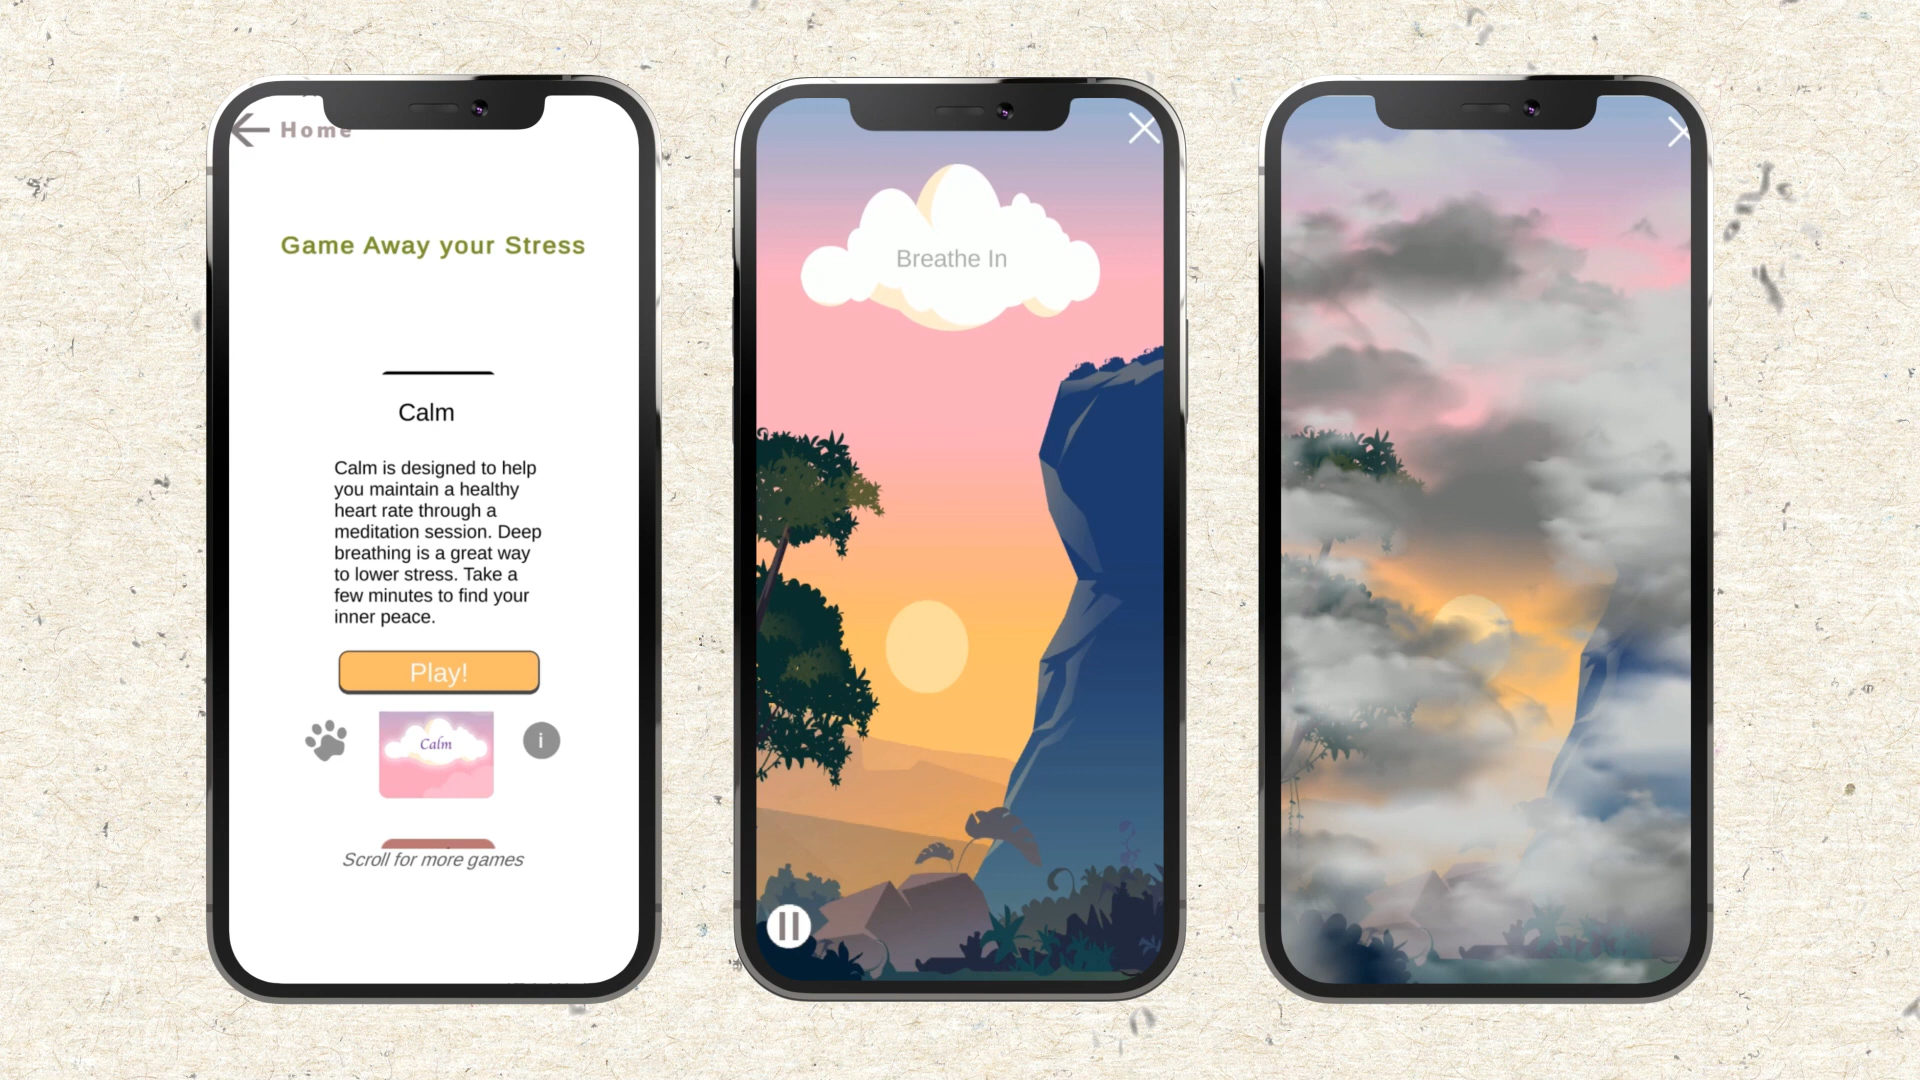 Home
Game Away your Stress
Calm
Calm is designed to help
you maintain a healthy
heart rate through a
meditation session. Deep
breathing is a great way
to lower stress. Take a
few minutes to find your
inner peace.
Play!
Calm
i
Scroll for more games
Breathe In